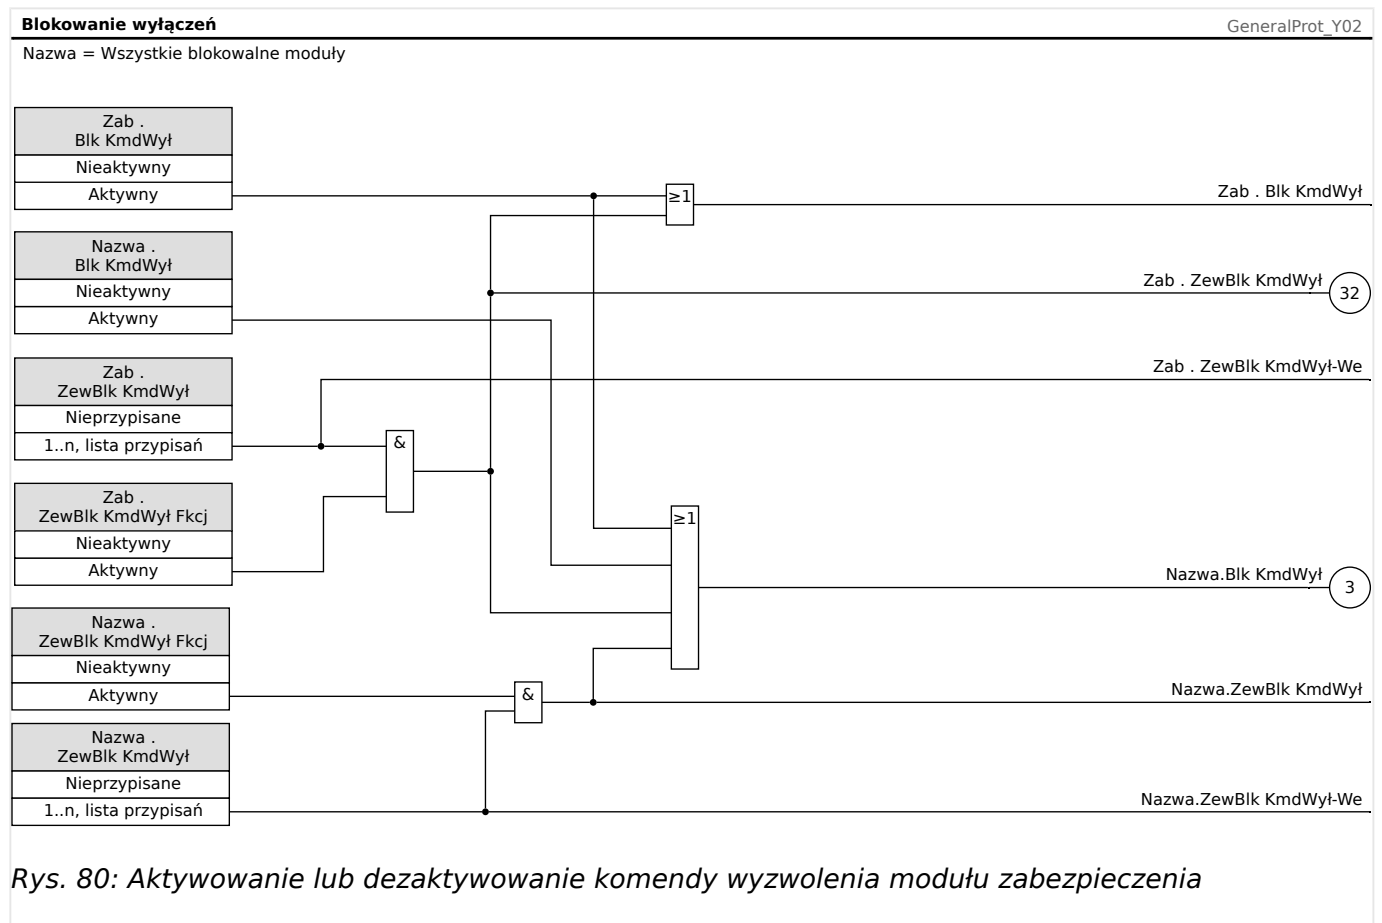 Blokowanie wyłączeń
GeneralProt_Y02
Nazwa = Wszystkie blokowalne moduły
Zab .
Blk KmdWył
Nieaktywny
Aktywny
≥1
Zab . Blk KmdWył
Nazwa .
Blk KmdWył
Nieaktywny
Aktywny
Zab . ZewBlk KmdWył
32
Zab .
ZewBlk KmdWył
Nieprzypisane
1..n, lista przypisań
Zab . ZewBlk KmdWył-We
&
Zab .
ZewBlk KmdWył Fkcj
Nieaktywny
Aktywny
≥1
Nazwa.Blk KmdWył
3
Nazwa .
ZewBlk KmdWył Fkcj
Nieaktywny
Aktywny
&
Nazwa.ZewBlk KmdWył
Nazwa .
ZewBlk KmdWył
Nieprzypisane
1..n, lista przypisań
Nazwa.ZewBlk KmdWył-We
Rys. 80: Aktywowanie lub dezaktywowanie komendy wyzwolenia modułu zabezpieczenia